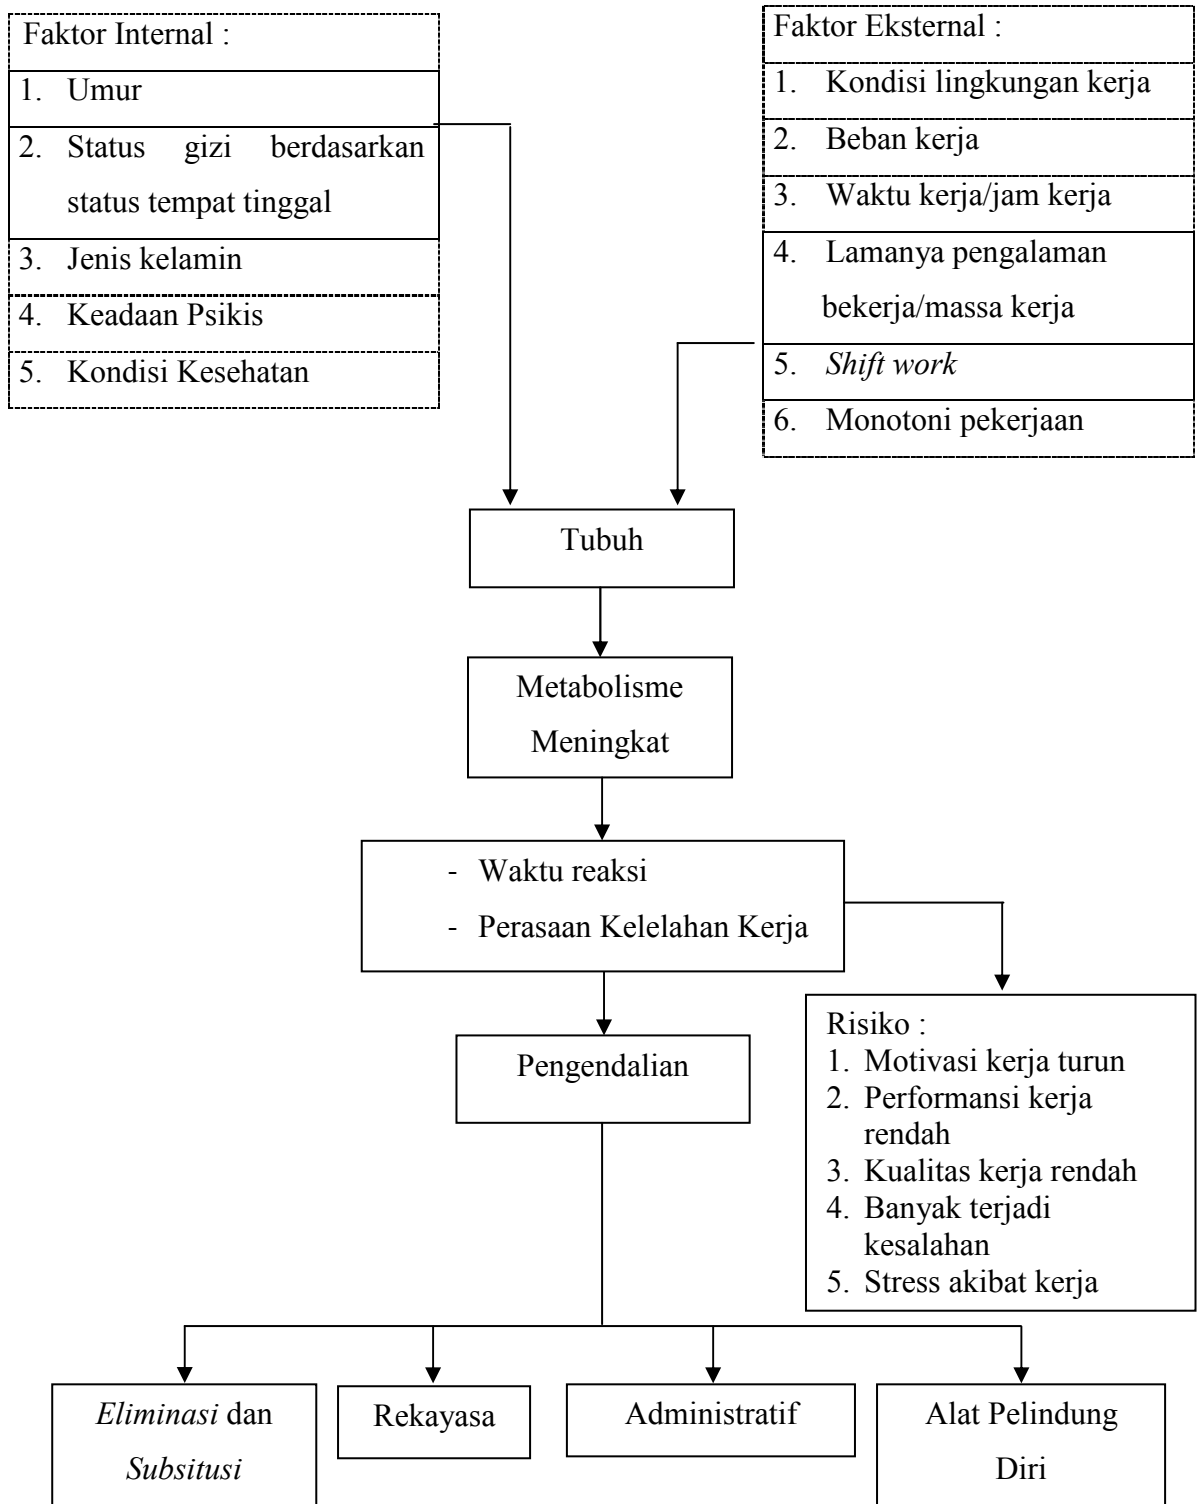 Faktor Internal :
1. Umur
2. Status gizi berdasarkan
status tempat tinggal
3. Jenis kelamin
4. Keadaan Psikis
5. Kondisi Kesehatan
Faktor Eksternal :
1. Kondisi lingkungan kerja
2. Beban kerja
3. Waktu kerja/jam kerja
4. Lamanya pengalaman
bekerja/massa kerja
5. Shift work
6. Monotoni pekerjaan
Tubuh
Metabolisme
Meningkat
- Waktu reaksi
- Perasaan Kelelahan Kerja
Pengendalian
Risiko :
1. Motivasi kerja turun
2. Performansi kerja
rendah
3. Kualitas kerja rendah
4. Banyak terjadi
kesalahan
5. Stress akibat kerja
Eliminasi dan
Subsitusi
Rekayasa
Administratif
Alat Pelindung
Diri